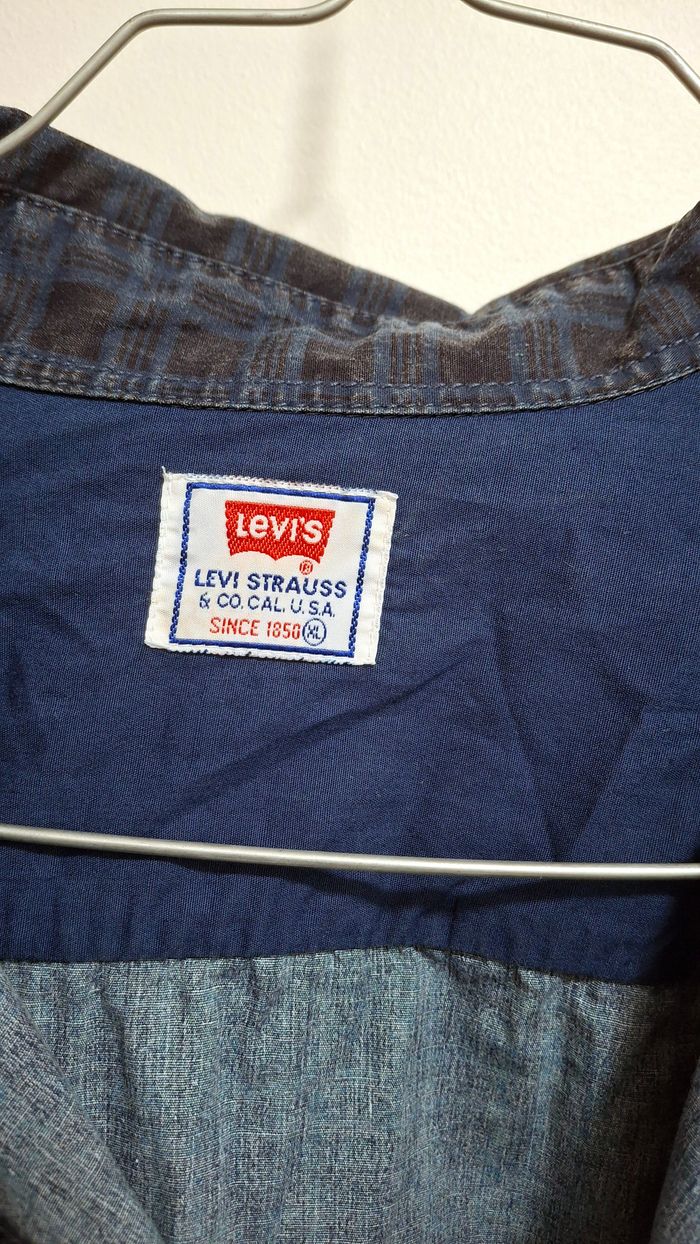 Levi's
®
LEVI STRAUSS
& CO. CAL. U.S.A.
SINCE 1850 XL